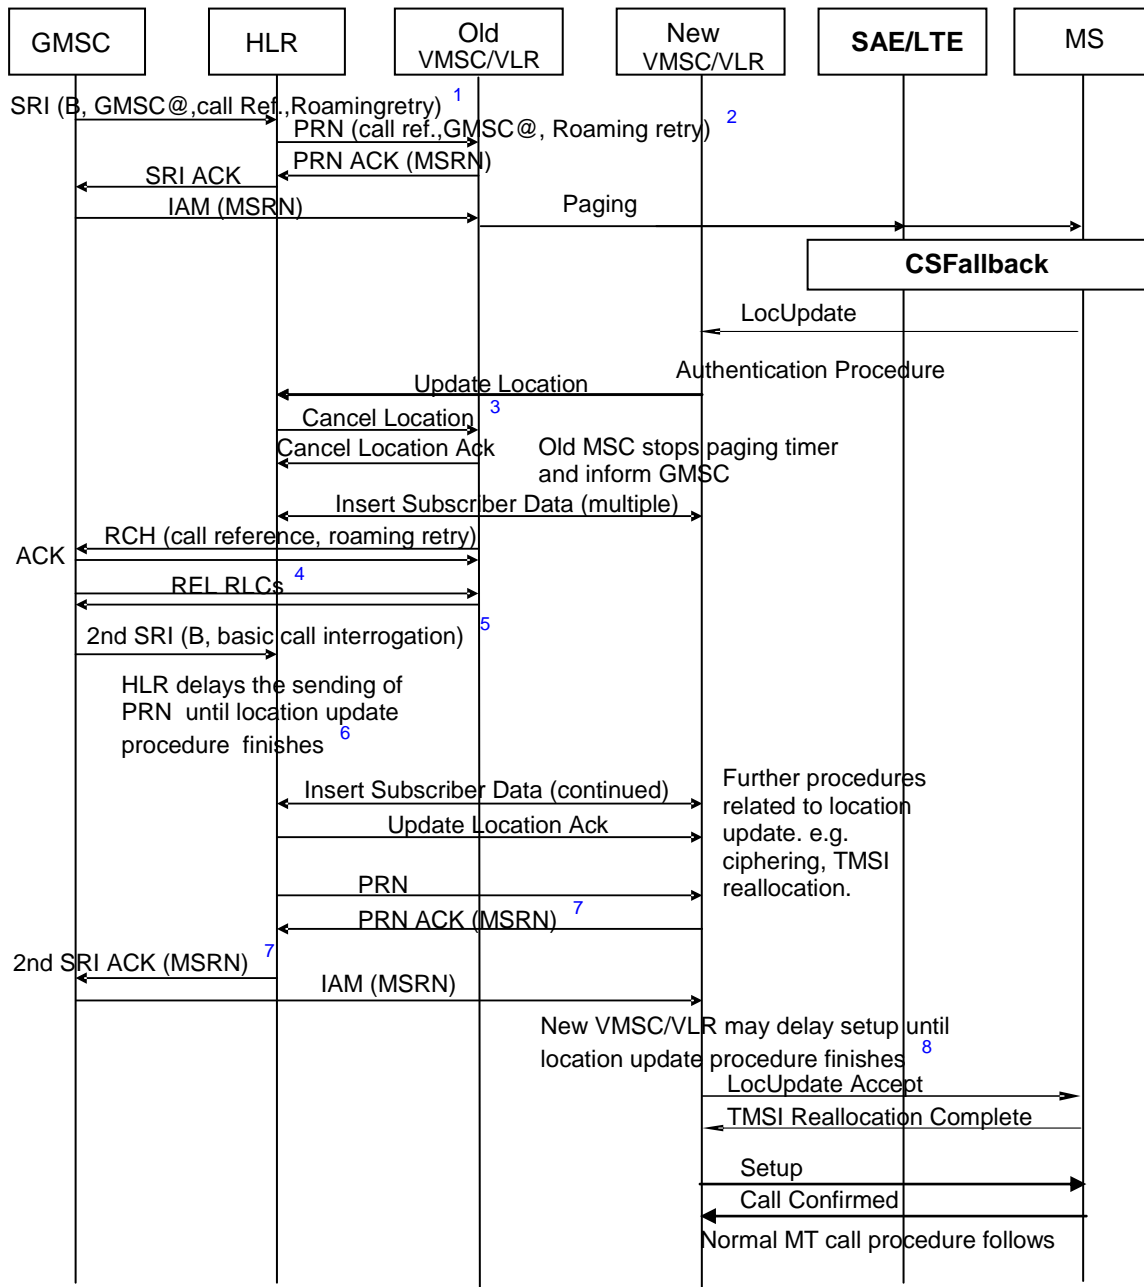 GMSC
HLR
Old
VMSC/VLR
New
VMSC/VLR
SAE/LTE
MS
SRI (B, GMSC@,call Ref.,Roamingretry) 1
PRN (call ref.,GMSC@, Roaming retry) 2
PRN ACK (MSRN)
SRI ACK
IAM (MSRN)
Paging
CSFallback
LocUpdate
Authentication Procedure
Update Location
Cancel Location 3
Cancel Location Ack
Old MSC stops paging timer
and inform GMSC
Insert Subscriber Data (multiple)
RCH (call reference, roaming retry)
ACK
REL RLCs 4
2nd SRI (B, basic call interrogation) 5
HLR delays the sending of
PRN until location update
procedure finishes 6
Insert Subscriber Data (continued)
Update Location Ack
Further procedures
related to location
update. e.g.
ciphering, TMSI
reallocation.
PRN
PRN ACK (MSRN) 7
2nd SRI ACK (MSRN) 7
IAM (MSRN)
New VMSC/VLR may delay setup until
location update procedure finishes 8
LocUpdate Accept
TMSI Reallocation Complete
Setup
Call Confirmed
Normal MT call procedure follows